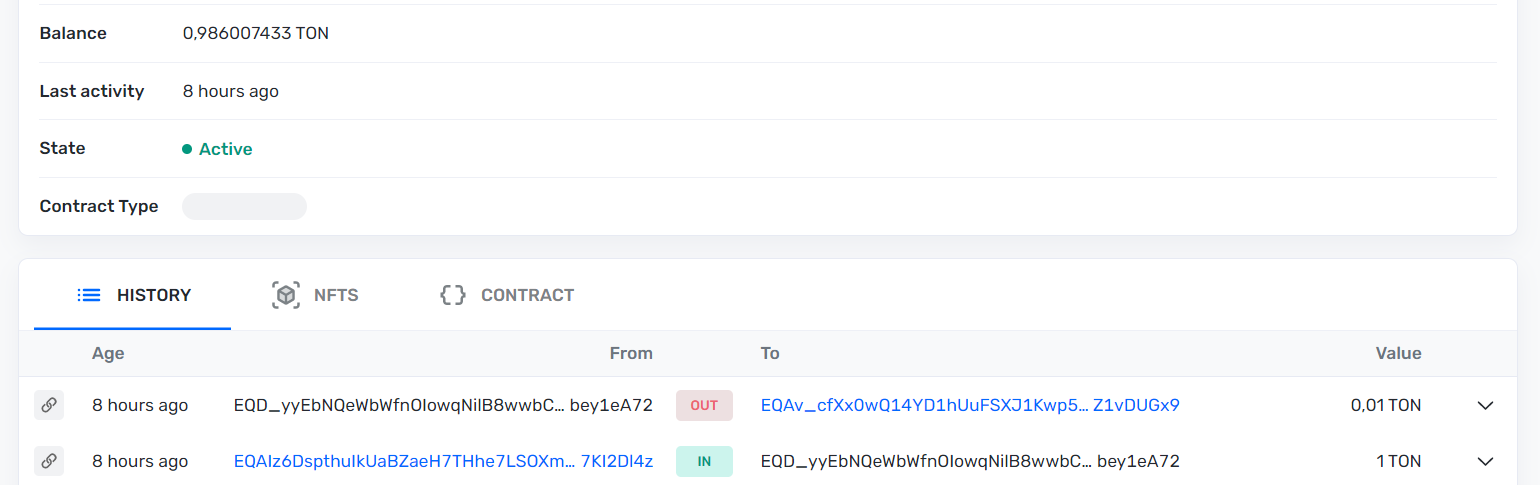 Balance 0,986007433 TON
Last activity 8 hours ago
State Active
Contract Type
HISTORY NFTS CONTRACT
Age From To Value
8 hours ago EQD_yyEbNQeWbWfnOIowqNilB8wwbC... bey1eA72 OUT EQAv_cfXx0wQ14YD1hUuFSXJ1Kwp5... Z1vDUGx9 0,01 TON
8 hours ago EQAIz6DspthuIkUaBZaeH7THhe7LSOXm... 7KI2DI4z IN EQD_yyEbNQeWbWfnOIowqNilB8wwbC... bey1eA72 1 TON